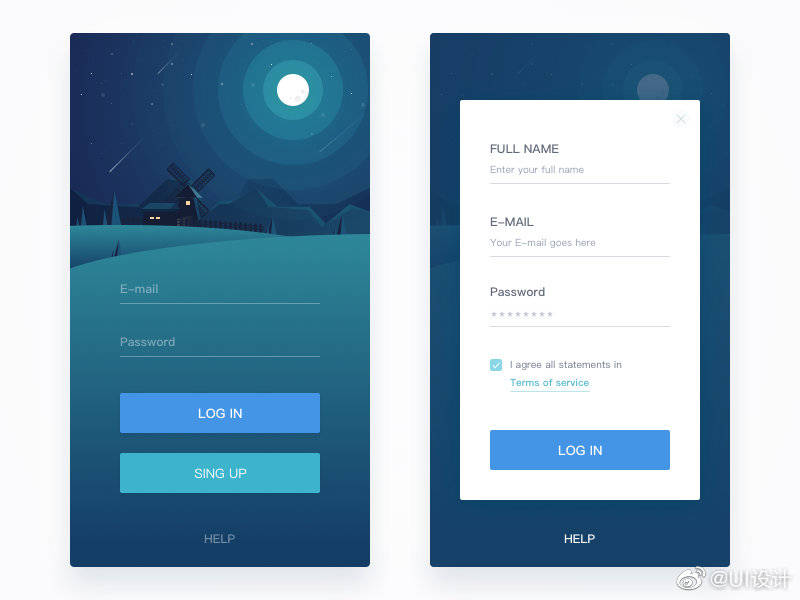 E-mail
Password
LOG IN
SING UP
HELP
FULL NAME
Enter your full name
E-MAIL
Your E-mail goes here
Password
********
I agree all statements in
Terms of service
LOG IN
HELP
@UI设计